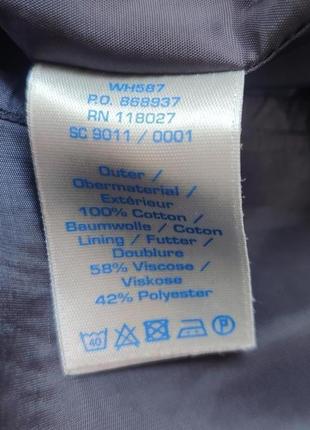 WH587
P.O. 868937
RN 118027
SC 9011 / 0001
Outer /
Obermaterial /
Extérieur
100% Cotton /
Baumwolle / Coton
Lining / Futter /
Doublure
58% Viscose /
Viskose
42% Polyester
40 P